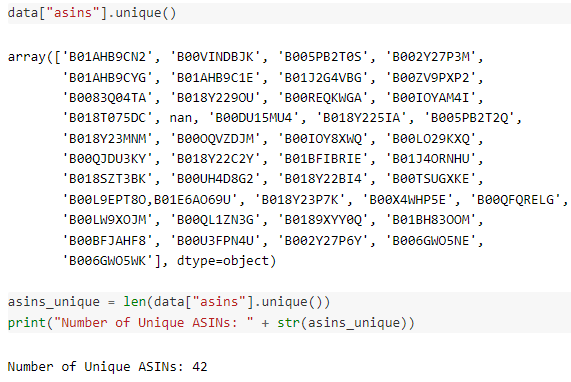 data["asins"].unique()
array(['B01AHB9CN2', 'B00VINDBJK', 'B005PB2T0S', 'B002Y27P3M',
'B01AHB9CYG', 'B01AHB9C1E', 'B01J2G4VBG', 'B00ZV9PXP2',
'B0083Q04TA', 'B018Y229OU', 'B00REQKWGA', 'B00IOYAM4I',
'B018T075DC', nan, 'B00DU15MU4', 'B018Y225IA', 'B005PB2T2Q',
'B018Y23MNM', 'B00OQVZDJM', 'B00IOY8XWQ', 'B00LO29KXQ',
'B00QJDU3KY', 'B018Y22C2Y', 'B01BFIBRIE', 'B01J4ORNHU',
'B018SZT3BK', 'B00UH4D8G2', 'B018Y22BI4', 'B00TSUGXKE',
'B00L9EPT8O,B01E6AO69U', 'B018Y23P7K', 'B00X4WHP5E', 'B00QFQRELG',
'B00LW9XOJM', 'B00QL1ZN3G', 'B0189XYY0Q', 'B01BH83OOM',
'B00BFJAHF8', 'B00U3FPN4U', 'B002Y27P6Y', 'B006GWO5NE',
'B006GWO5WK'], dtype=object)
asins_unique = len(data["asins"].unique())
print("Number of Unique ASINs: " + str(asins_unique))
Number of Unique ASINs: 42